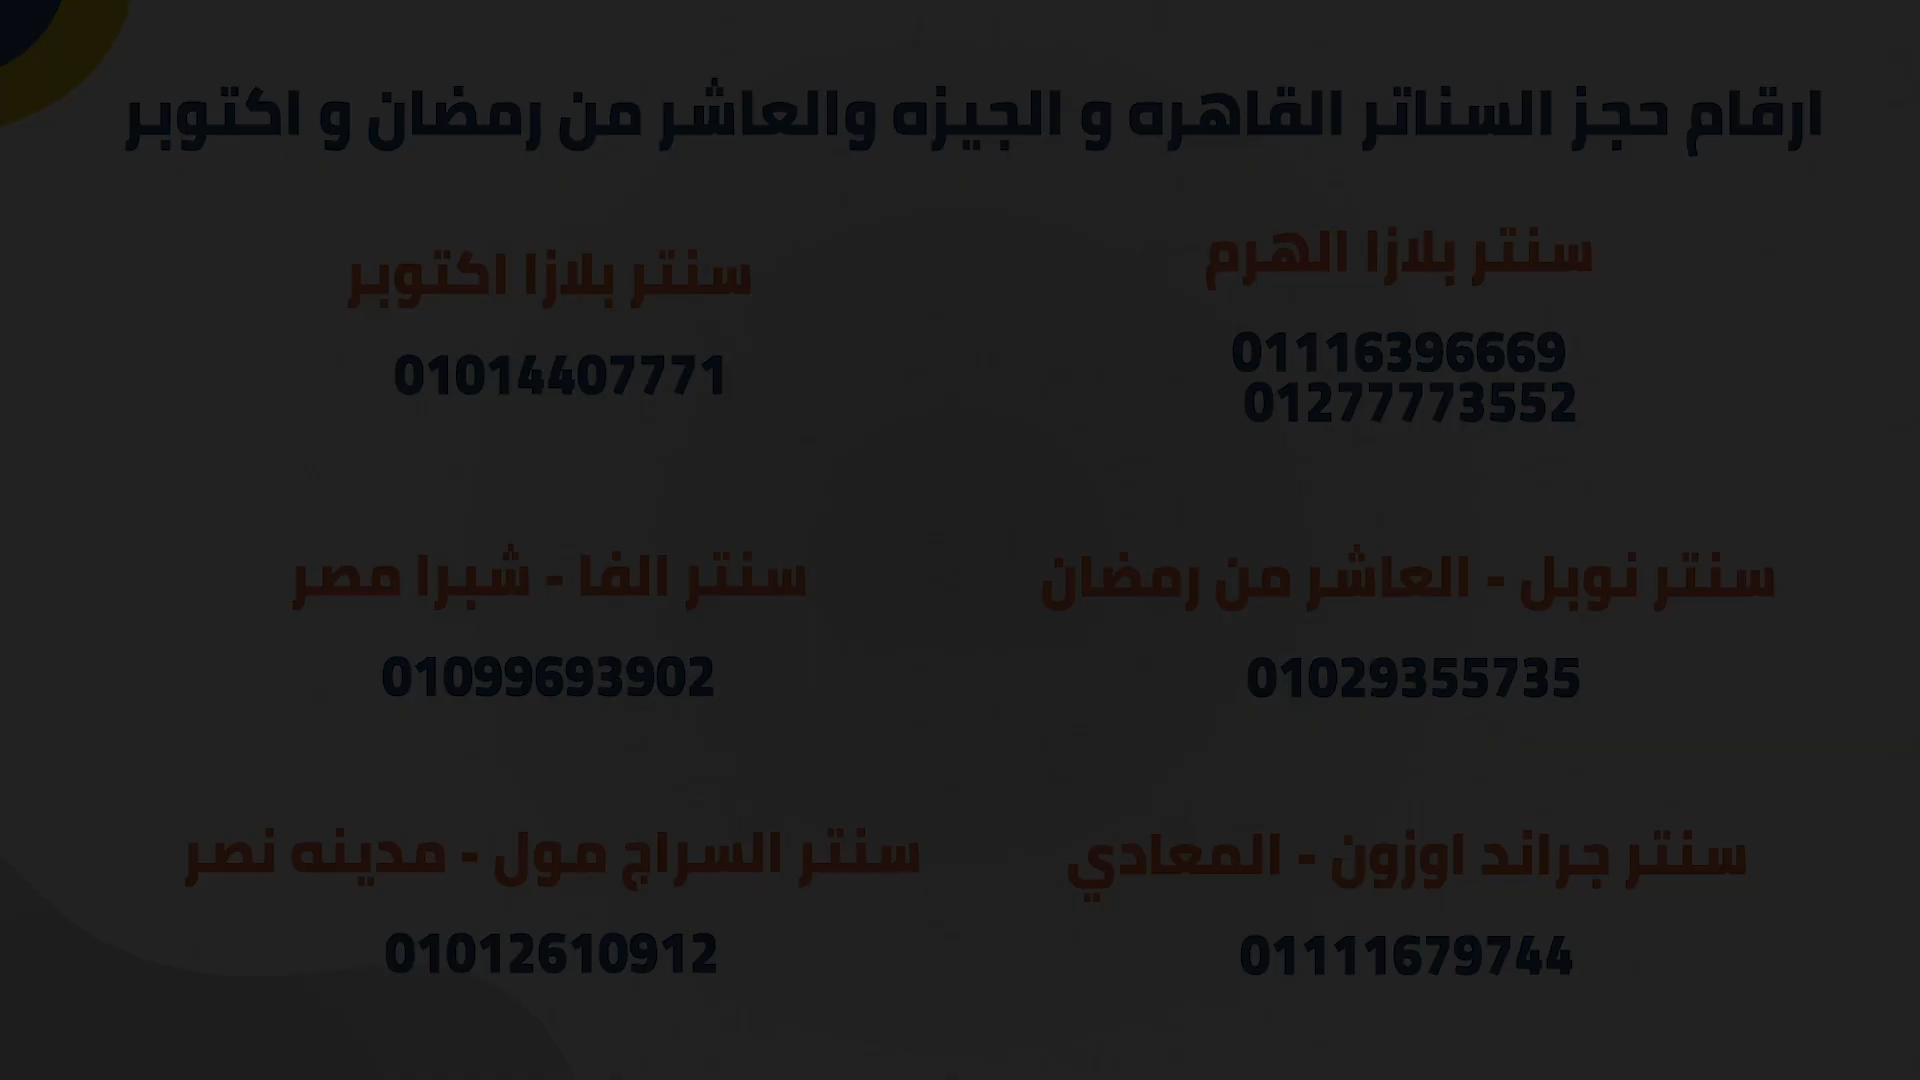 ارقام حجز السناتر القاهره و الجيزه والعاشر من رمضان و اكتوبر
سنتر بلازا الهرم
01116396669
01277773552
سنتر بلازا اكتوبر
01014407771
سنتر نوبل - العاشر من رمضان
01029355735
سنتر الفا - شبرا مصر
01099693902
سنتر جراند اوزون - المعادي
01111679744
سنتر السراج مول - مدينه نصر
01012610912